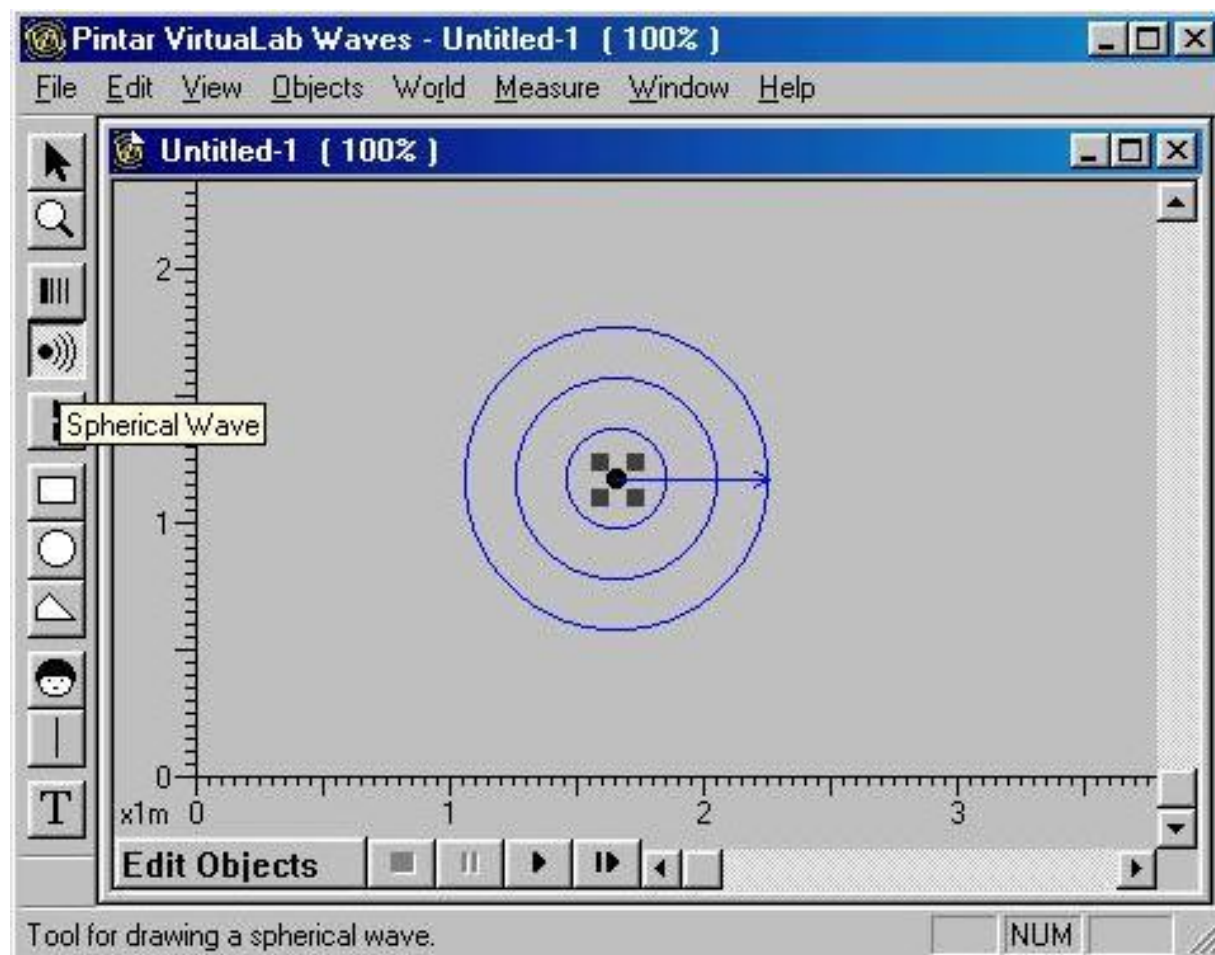 Pintar VirtuaLab Waves - Untitled-1 ( 100% )
File Edit View Objects World Measure Window Help
Untitled-1 ( 100% )
2
Spherical Wave
1
0
T
x1m 0 1 2 3
Edit Objects
Tool for drawing a spherical wave.
NUM